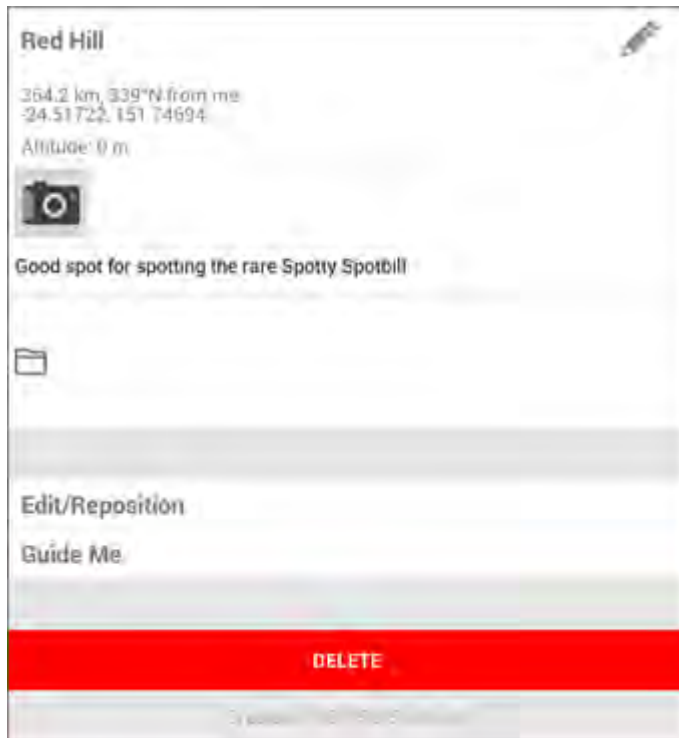 Red Hill
364.2 km, 339°N from me
-24.51722, 151.74694
Altitude: 0 m
Good spot for spotting the rare Spotty Spotbill
Edit/Reposition
Guide Me
DELETE